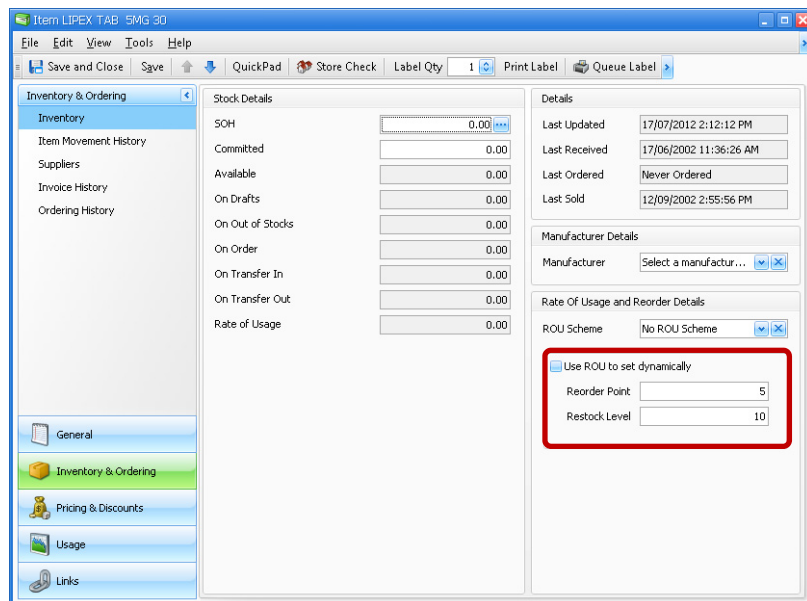 Item LIPEX TAB 5MG 30
File Edit View Tools Help
Save and Close Save QuickPad Store Check Label Qty 1 Print Label Queue Label
Inventory & Ordering
Inventory
Item Movement History
Suppliers
Invoice History
Ordering History
General
Inventory & Ordering
Pricing & Discounts
Usage
Links
Stock Details
SOH 0.00
Committed 0.00
Available 0.00
On Drafts 0.00
On Out of Stocks 0.00
On Order 0.00
On Transfer In 0.00
On Transfer Out 0.00
Rate of Usage 0.00
Details
Last Updated 17/07/2012 2:12:12 PM
Last Received 17/06/2002 11:36:26 AM
Last Ordered Never Ordered
Last Sold 12/09/2002 2:55:56 PM
Manufacturer Details
Manufacturer Select a manufactur...
Rate Of Usage and Reorder Details
ROU Scheme No ROU Scheme
Use ROU to set dynamically
Reorder Point 5
Restock Level 10